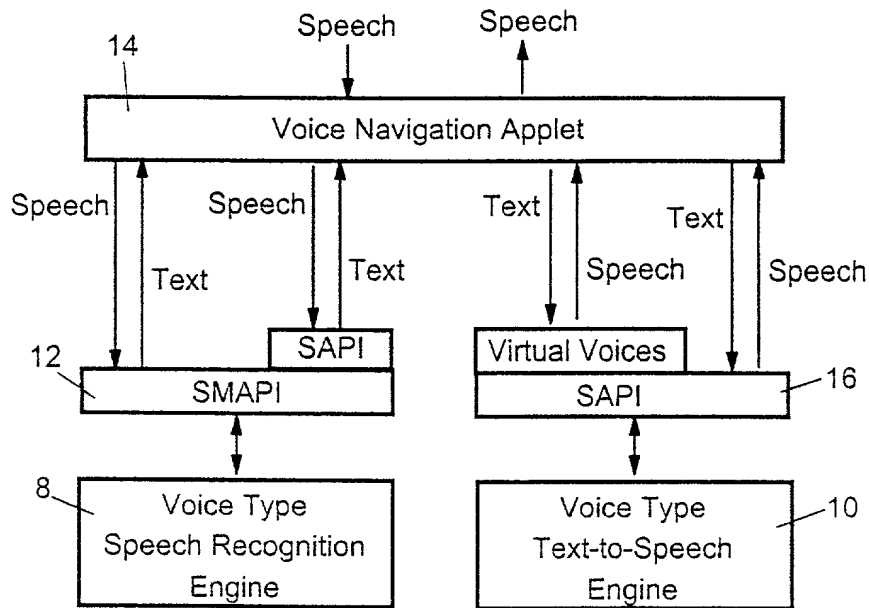 Speech
Speech
14
Voice Navigation Applet
Speech
Speech
Text
Text
Text
Text
Speech
Speech
SAPI
Virtual Voices
12
SMAPI
SAPI
16
8
Voice Type
Speech Recognition
Engine
Voice Type
Text-to-Speech
Engine
10